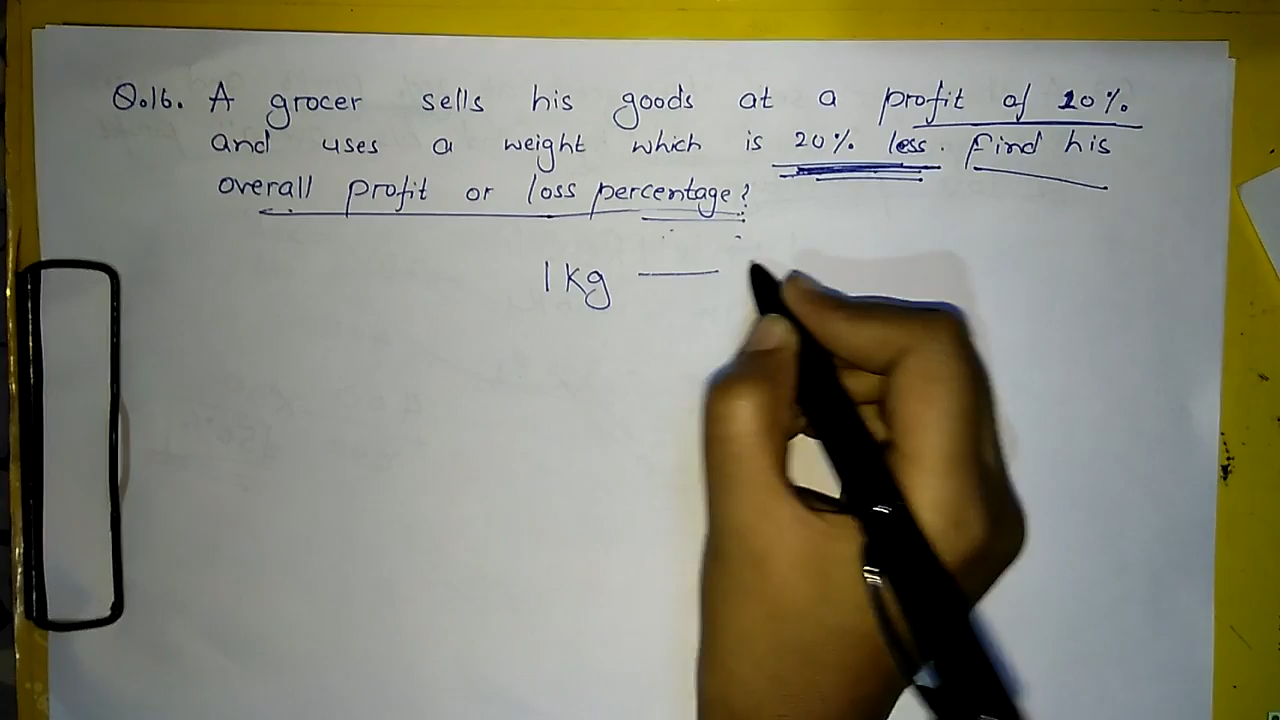 Q.16. A grocer sells his goods at a profit of 10%.
and uses a weight which is 20% less. Find his
overall profit or loss percentage?
1 kg —